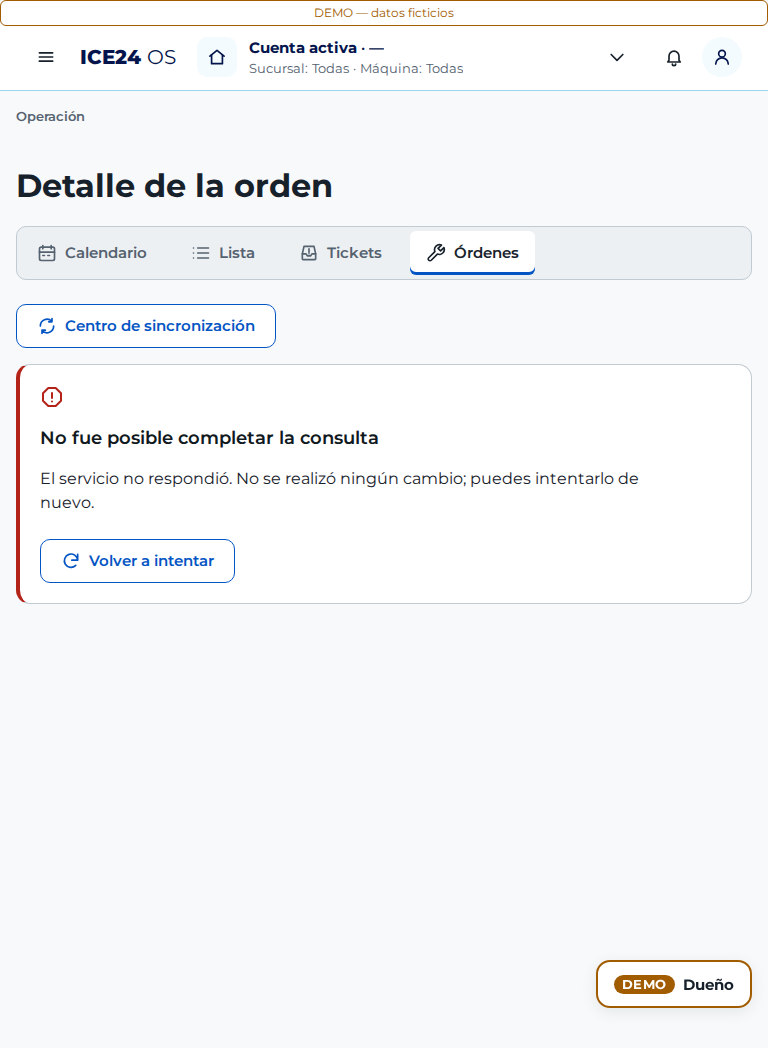 DEMO — datos ficticios
ICE24 OS
Cuenta activa · —
Sucursal: Todas · Máquina: Todas
Operación
Detalle de la orden
Calendario
Lista
Tickets
Órdenes
Centro de sincronización
No fue posible completar la consulta
El servicio no respondió. No se realizó ningún cambio; puedes intentarlo de
nuevo.
Volver a intentar
DEMO Dueño